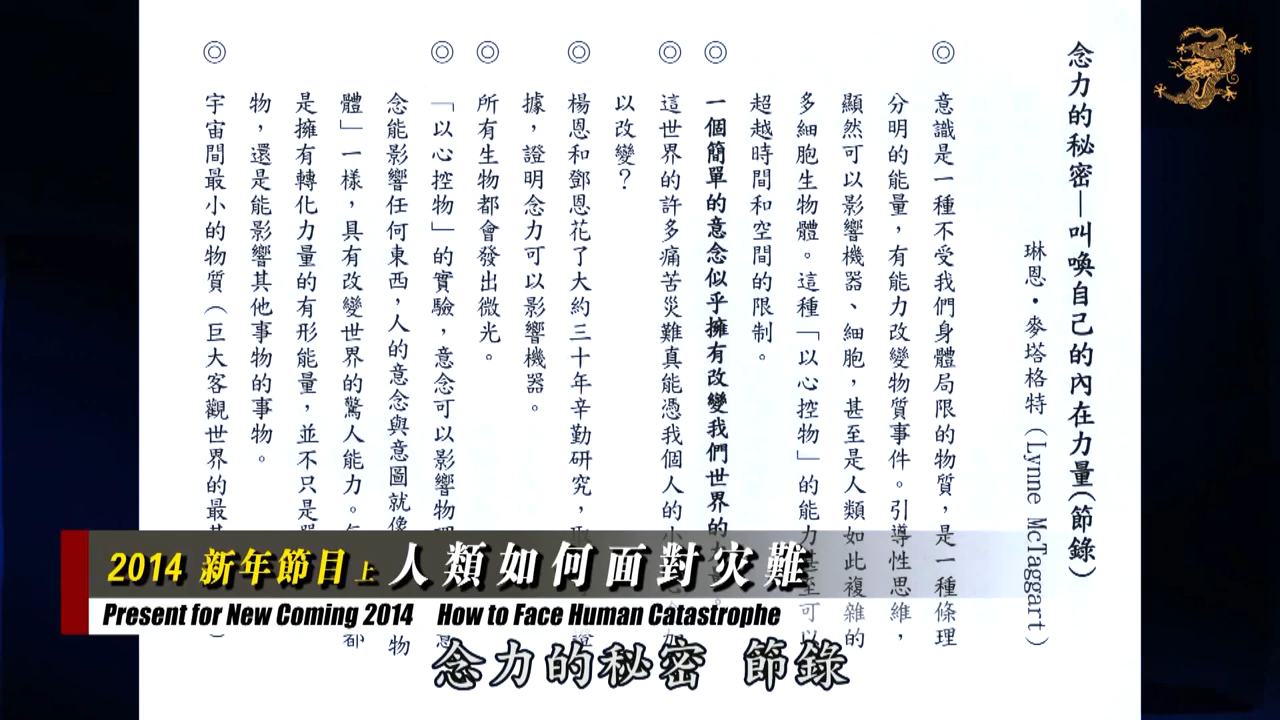 念力的秘密—叫喚自己的內在力量(節錄)
琳恩・麥塔格特（Lynne McTaggart）
◎ 意識是一種不受我們身體局限的物質，是一種條理
分明的能量，有能力改變物質事件。引導性思維，
顯然可以影響機器、細胞，甚至是人類如此複雜的
多細胞生物體。這種「以心控物」的能力甚至可以
超越時間和空間的限制。
◎ 一個簡單的意念似乎擁有改變我們世界的
◎ 這世界的許多痛苦災難真能憑我個人的小
以改變？
◎ 楊恩和鄧恩花了大約三十年辛勤研究，取 證
據，證明念力可以影響機器。
◎ 所有生物都會發出微光。
◎ 「以心控物」的實驗，意念可以影響物 意
念能影響任何東西，人的意念與意圖就像 物
體」一樣，具有改變世界的驚人能力。 都
是擁有轉化力量的有形能量，並不只是
物，還是能影響其他事物的事物。
◎ 宇宙間最小的物質（巨大客觀世界的最 ）
2014 新年節目上 人類如何面對灾難
Present for New Coming 2014 How to Face Human Catastrophe
念力的秘密 節錄